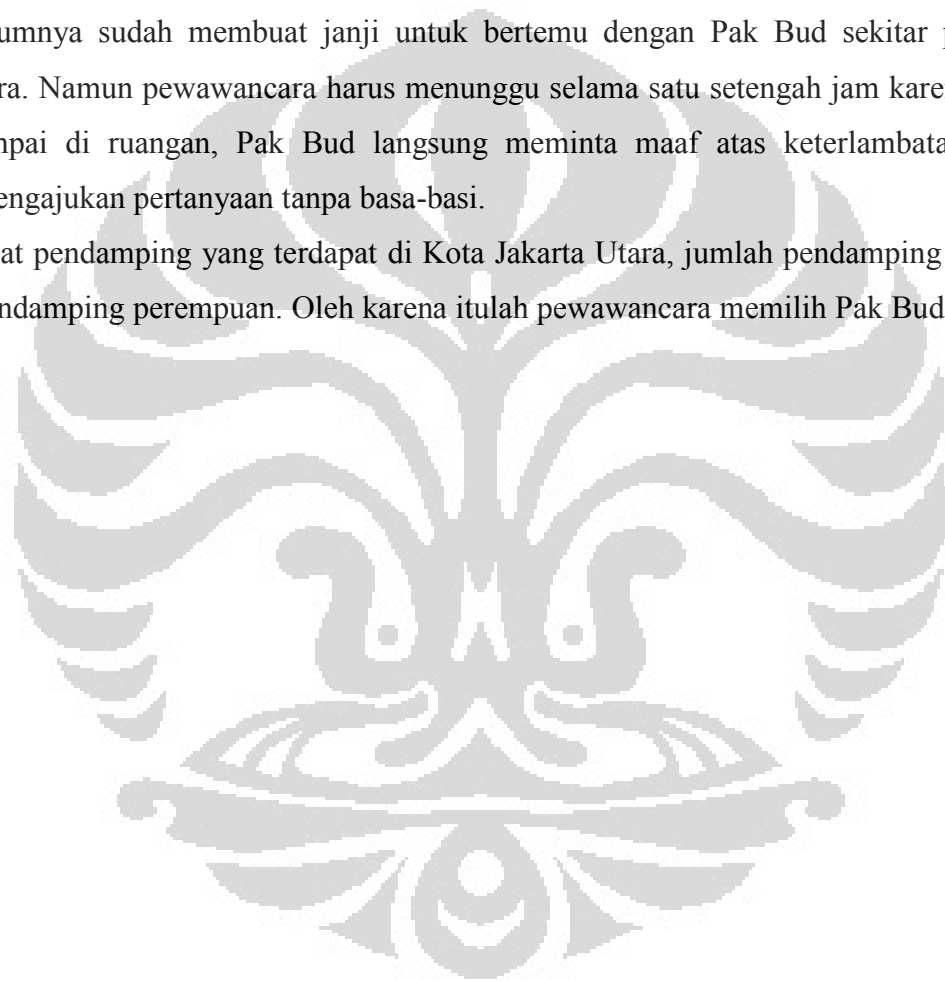 umnya sudah membuat janji untuk bertemu dengan Pak Bud sekitar p
ra. Namun pewawancara harus menunggu selama satu setengah jam karen
npai di ruangan, Pak Bud langsung meminta maaf atas keterlambata
engajukan pertanyaan tanpa basa-basi.
at pendamping yang terdapat di Kota Jakarta Utara, jumlah pendamping
ndamping perempuan. Oleh karena itulah pewawancara memilih Pak Bud